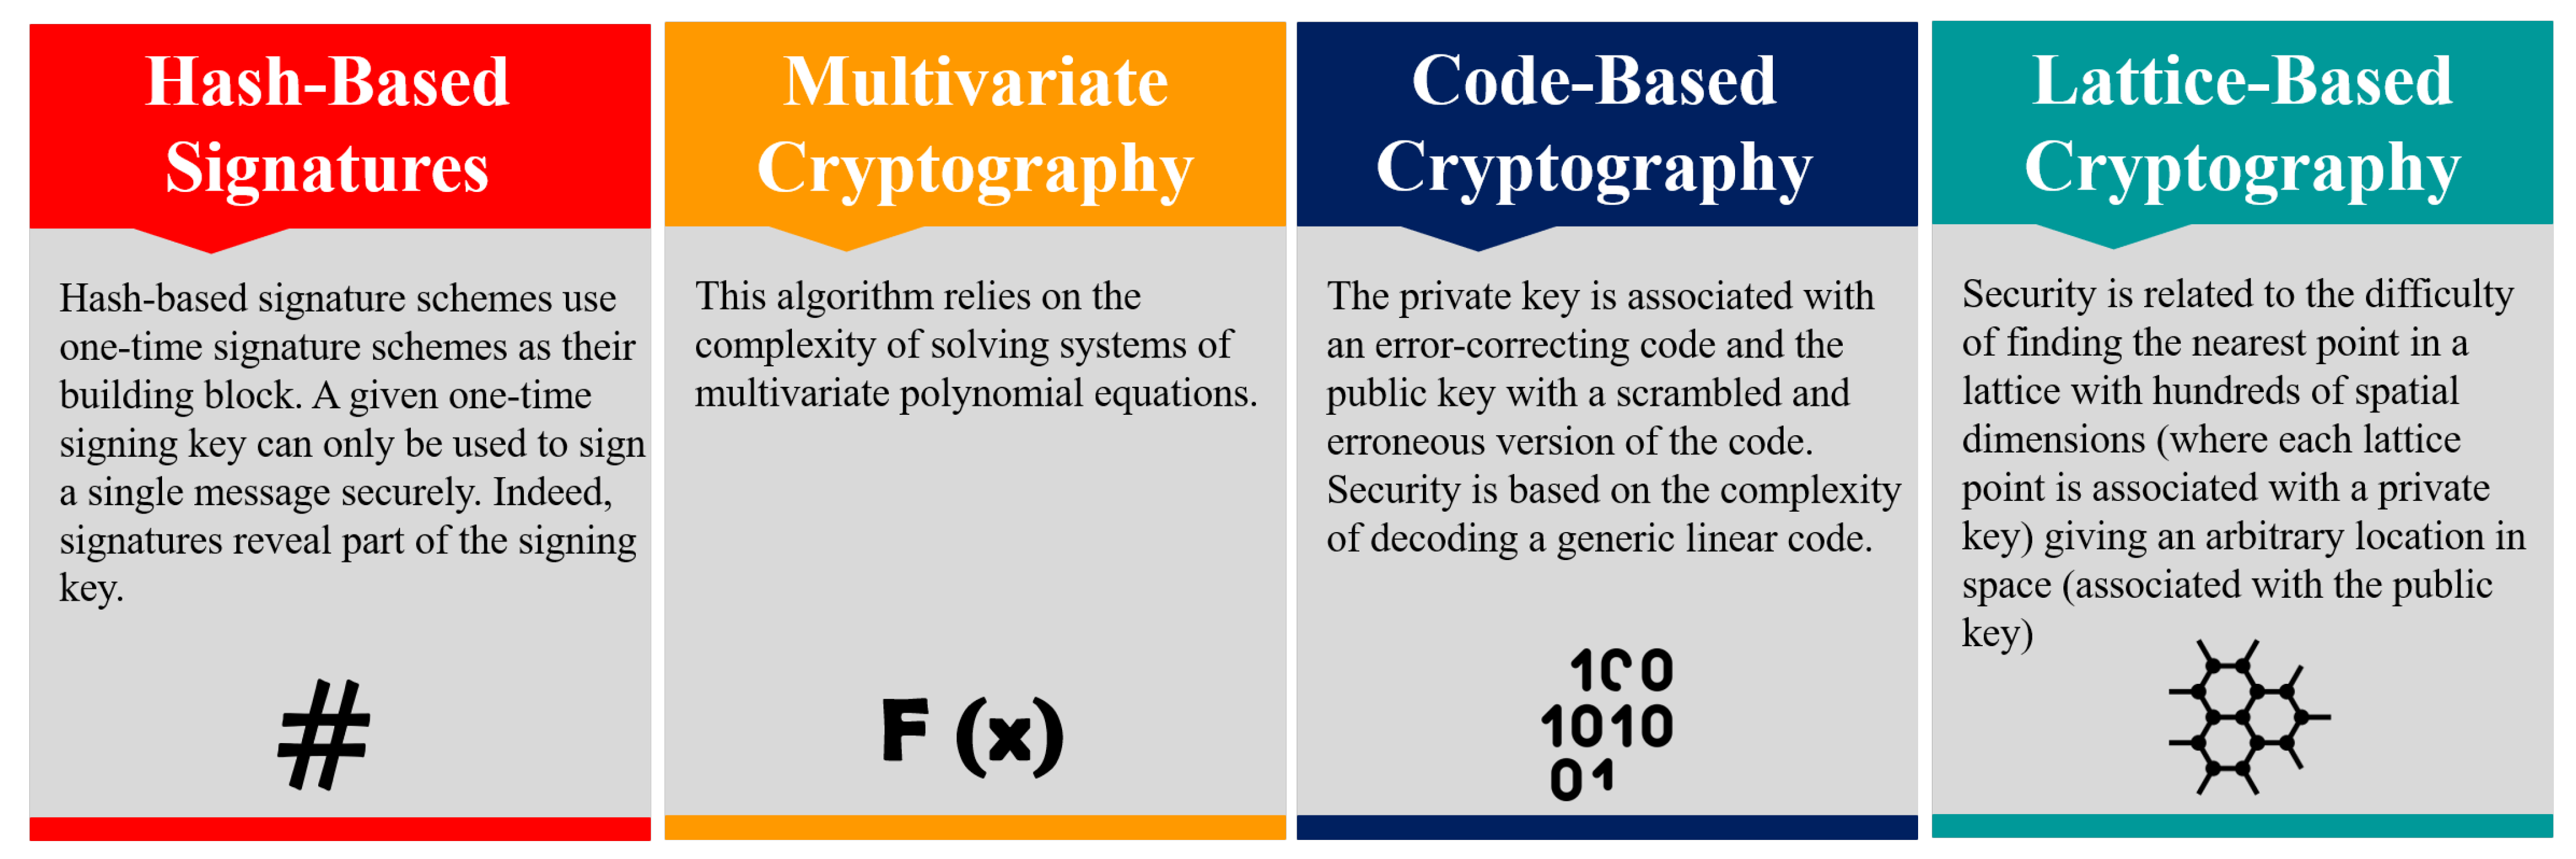 Hash-Based
Signatures
Hash-based signature schemes use
one-time signature schemes as their
building block. A given one-time
signing key can only be used to sign
a single message securely. Indeed,
signatures reveal part of the signing
key.
#
Multivariate
Cryptography
This algorithm relies on the
complexity of solving systems of
multivariate polynomial equations.
F (x)
Code-Based
Cryptography
The private key is associated with
an error-correcting code and the
public key with a scrambled and
erroneous version of the code.
Security is based on the complexity
of decoding a generic linear code.
100
1010
01
Lattice-Based
Cryptography
Security is related to the difficulty
of finding the nearest point in a
lattice with hundreds of spatial
dimensions (where each lattice
point is associated with a private
key) giving an arbitrary location in
space (associated with the public
key)